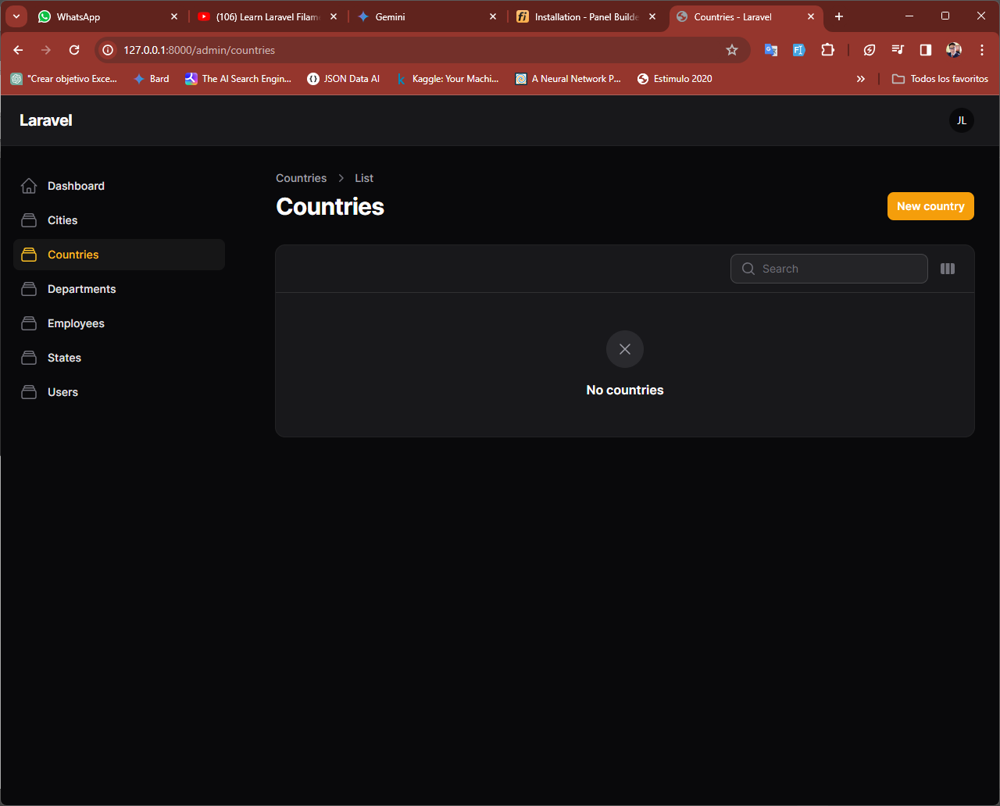 WhatsApp
(106) Learn Laravel Filam
Gemini
Installation - Panel Builde
Countries - Laravel
127.0.0.1:8000/admin/countries
"Crear objetivo Exce...
Bard
The AI Search Engin...
JSON Data AI
Kaggle: Your Machi...
A Neural Network P...
Estimulo 2020
Todos los favoritos
Laravel
JL
Dashboard
Cities
Countries
Departments
Employees
States
Users
Countries > List
Countries
New country
Search
No countries